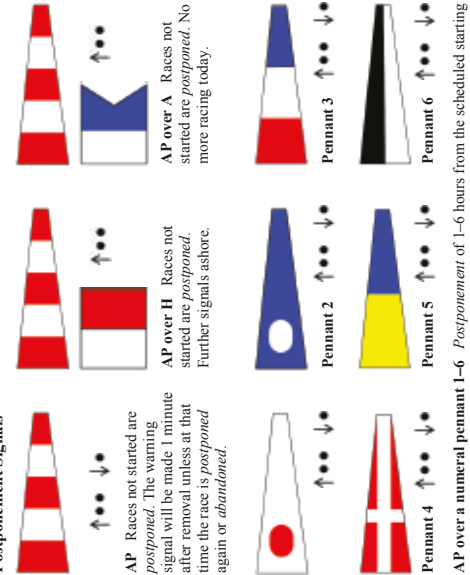 Postponement Signals
AP Races not started are
postponed. The warning
signal will be made 1 minute
after removal unless at that
time the race is postponed
again or abandoned.
AP over H Races not
started are postponed.
Further signals ashore.
AP over A Races not
started are postponed. No
more racing today.
Pennant 2
Pennant 3
Pennant 4
Pennant 5
Pennant 6
AP over a numeral pennant 1–6 Postponement of 1–6 hours from the scheduled starting